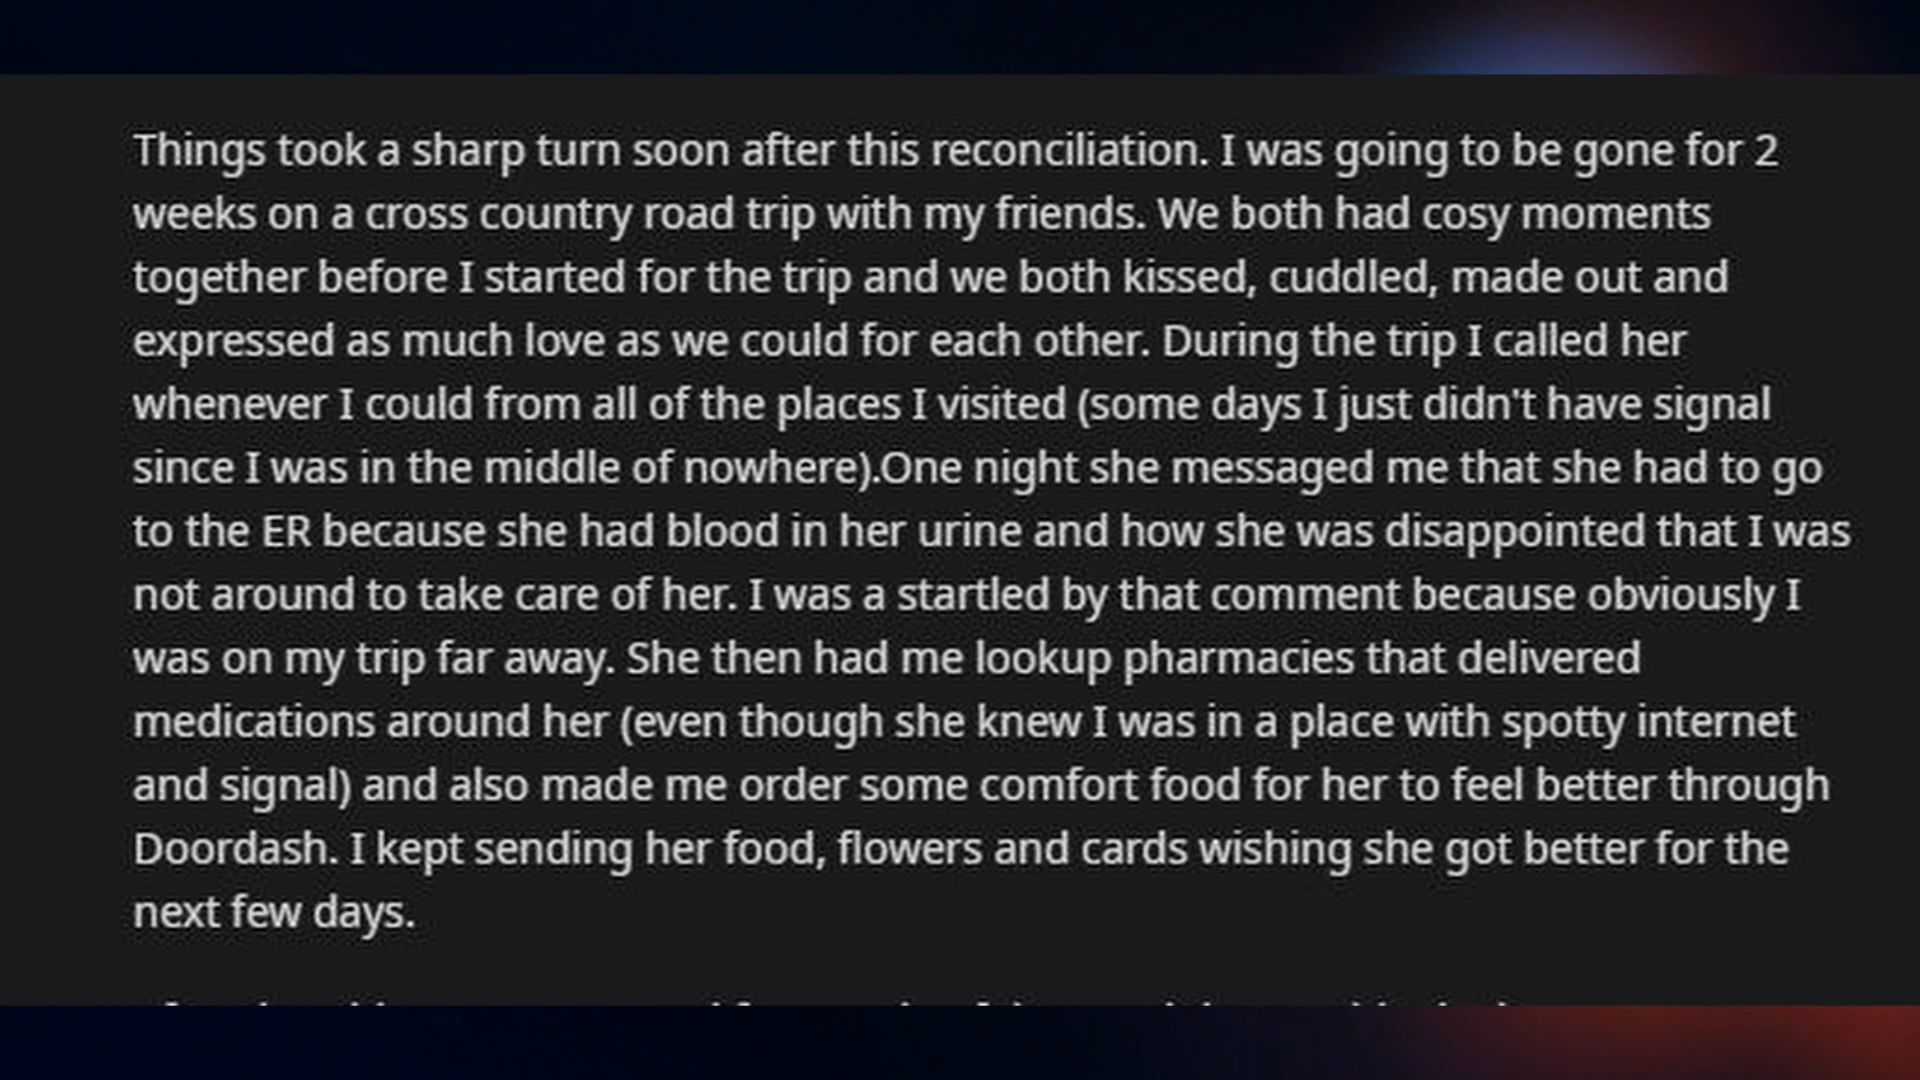 Things took a sharp turn soon after this reconciliation. I was going to be gone for 2
weeks on a cross country road trip with my friends. We both had cosy moments
together before I started for the trip and we both kissed, cuddled, made out and
expressed as much love as we could for each other. During the trip I called her
whenever I could from all of the places I visited (some days I just didn't have signal
since I was in the middle of nowhere).One night she messaged me that she had to go
to the ER because she had blood in her urine and how she was disappointed that I was
not around to take care of her. I was a startled by that comment because obviously I
was on my trip far away. She then had me lookup pharmacies that delivered
medications around her (even though she knew I was in a place with spotty internet
and signal) and also made me order some comfort food for her to feel better through
Doordash. I kept sending her food, flowers and cards wishing she got better for the
next few days.